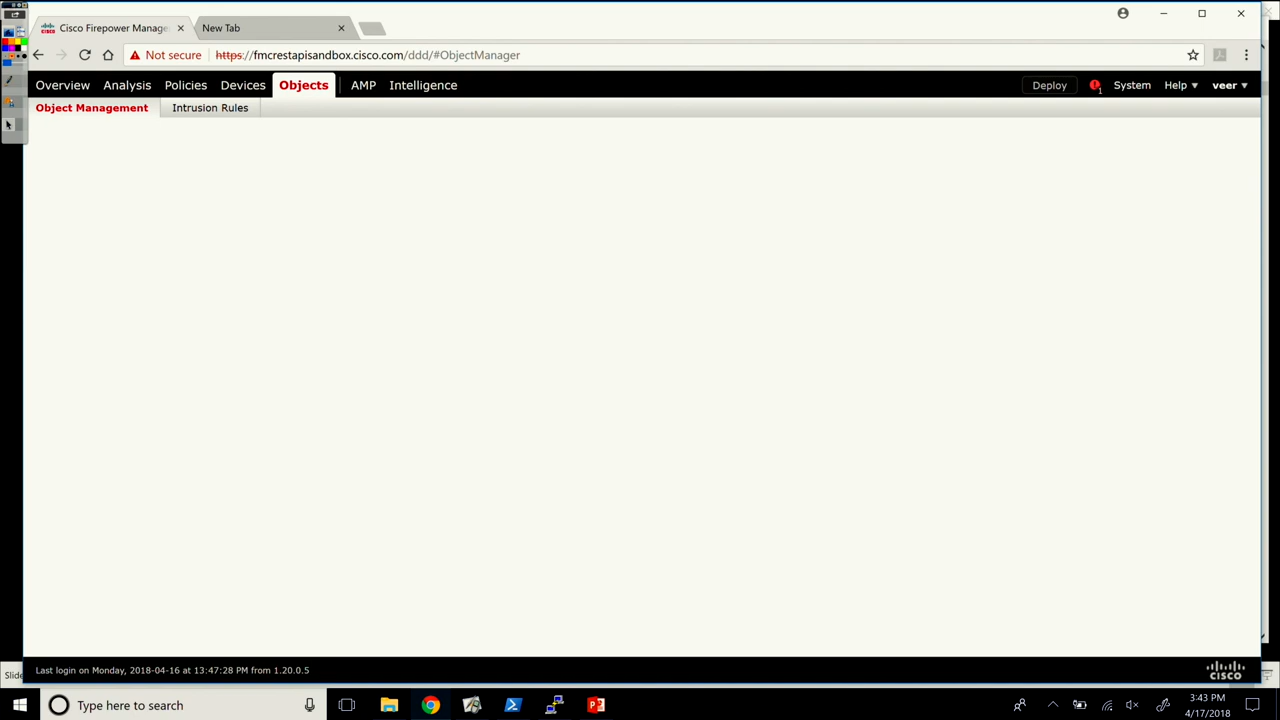 Cisco Firepower Manage
New Tab
Not secure
https://fmcrestapisandbox.cisco.com/ddd/#ObjectManager
Overview Analysis Policies Devices Objects AMP Intelligence Deploy 1 System Help veer
Object Management Intrusion Rules
Last login on Monday, 2018-04-16 at 13:47:28 PM from 1.20.0.5
cisco
Slide
Type here to search
3:43 PM
4/17/2018